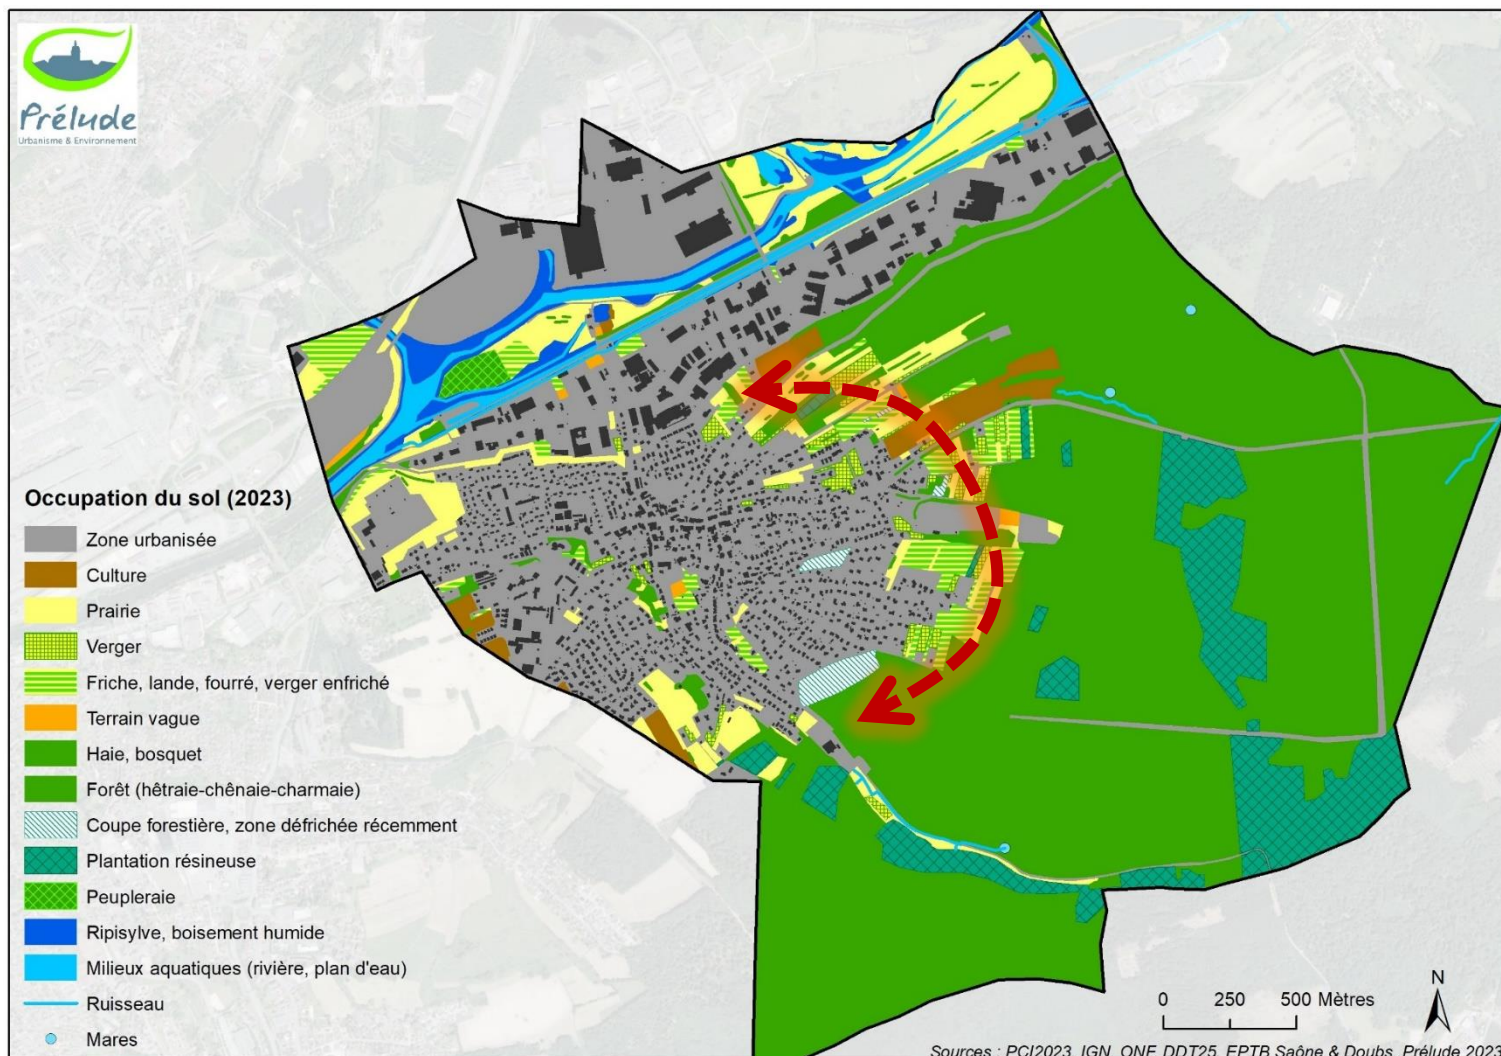 Prélude
Urbanisme & Environnement
Occupation du sol (2023)
Zone urbanisée
Culture
Prairie
Verger
Friche, lande, fourré, verger enfriché
Terrain vague
Haie, bosquet
Forêt (hêtraie-chênaie-charmaie)
Coupe forestière, zone défrichée récemment
Plantation résineuse
Peupleraie
Ripisylve, boisement humide
Milieux aquatiques (rivière, plan d'eau)
Ruisseau
Mares
N
0 250 500 Mètres
Sources : PCI2023, IGN, ONF, DDT25, EPTB Saône & Doubs, Prélude 2023